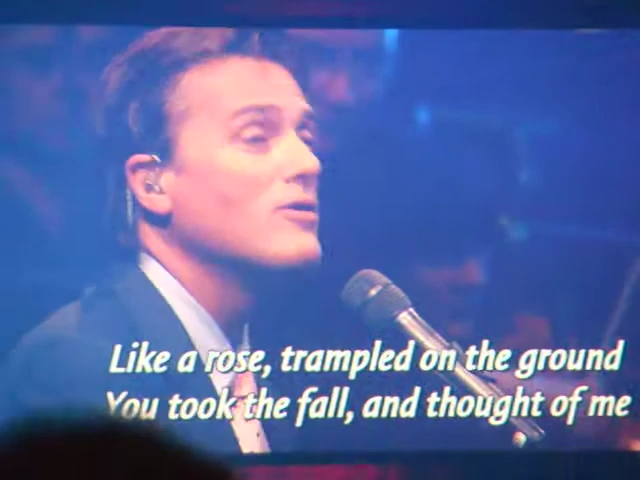 Like a rose, trampled on the ground
You took the fall, and thought of me